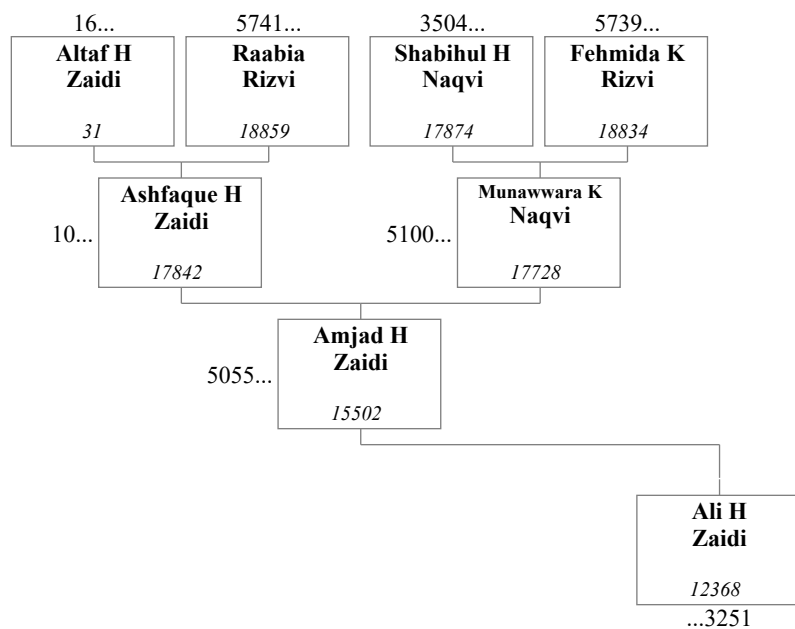 16...
5741...
3504...
5739...
Altaf H
Zaidi
31
Raabia
Rizvi
18859
Shabihul H
Naqvi
17874
Fehmida K
Rizvi
18834
10...
Ashfaque H
Zaidi
17842
5100...
Munawwara K
Naqvi
17728
5055...
Amjad H
Zaidi
15502
Ali H
Zaidi
12368
...3251